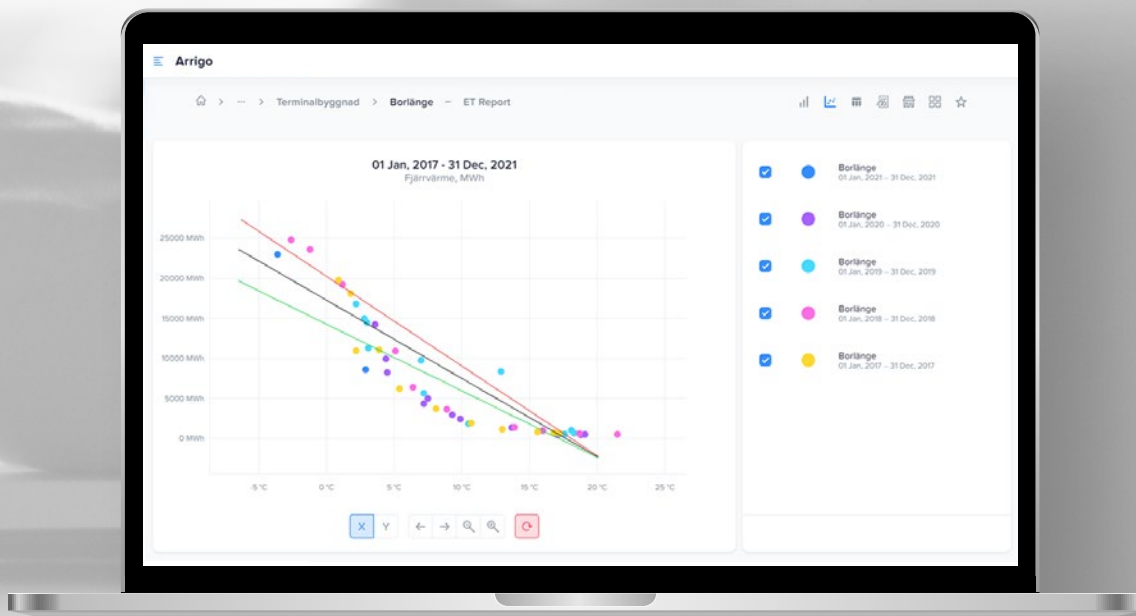 Arrigo
... > Terminalbyggnad > Borlänge – ET Report
01 Jan, 2017 - 31 Dec, 2021
Fjärrvärme, MWh
25000 MWh
20000 MWh
15000 MWh
10000 MWh
5000 MWh
0 MWh
-5 °C 0 °C 5 °C 10 °C 15 °C 20 °C 25 °C
X Y
Borlänge
01 Jan, 2021 – 31 Dec, 2021
Borlänge
01 Jan, 2020 – 31 Dec, 2020
Borlänge
01 Jan, 2019 – 31 Dec, 2019
Borlänge
01 Jan, 2018 – 31 Dec, 2018
Borlänge
01 Jan, 2017 – 31 Dec, 2017